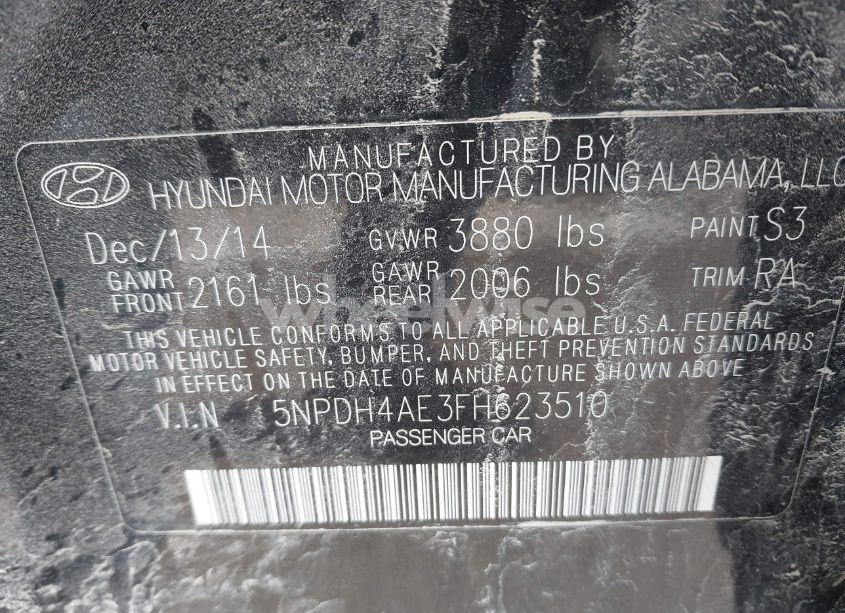 MANUFACTURED BY
HYUNDAI MOTOR MANUFACTURING ALABAMA, LLC
Dec/13/14 GVWR 3880 lbs PAINT S3
GAWR FRONT 2161 lbs GAWR REAR 2006 lbs TRIM RA
wheelwise
THIS VEHICLE CONFORMS TO ALL APPLICABLE U.S.A. FEDERAL
MOTOR VEHICLE SAFETY, BUMPER, AND THEFT PREVENTION STANDARDS
IN EFFECT ON THE DATE OF MANUFACTURE SHOWN ABOVE
V.I.N 5NPDH4AE3FH623510
PASSENGER CAR